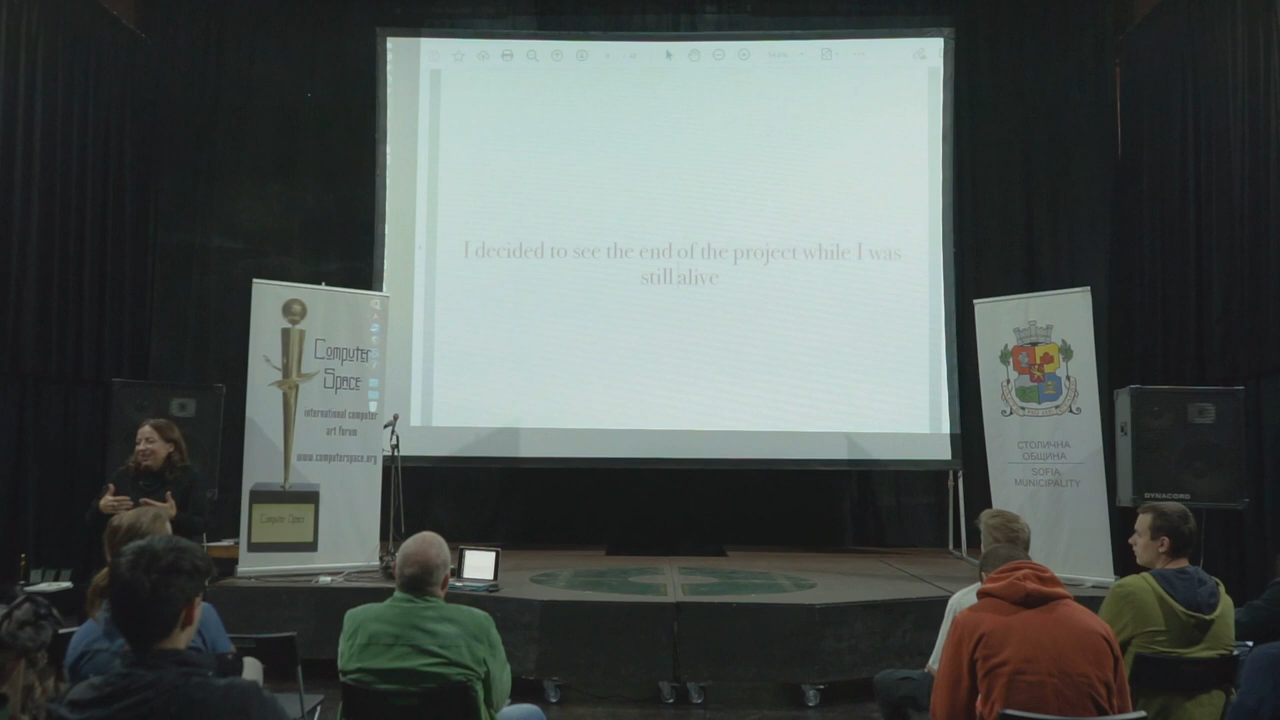 I decided to see the end of the project while I was
still alive
Computer
Space
international computer
art forum
www.computerspace.org
Computer Space
СТОЛИЧНА
ОБЩИНА
SOFIA
MUNICIPALITY
DYNACORD